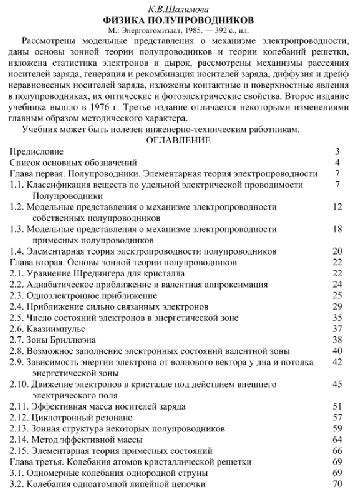 К.В.Шалимова
ФИЗИКА ПОЛУПРОВОДНИКОВ
М.: Энергоатомиздат, 1985. — 392 с., ил.
Рассмотрены модельные представления о механизме электропроводности,
даны основы зонной теории полупроводников и теории колебаний решетки,
изложена статистика электронов и дырок, рассмотрены механизмы рассеяния
носителей заряда, генерация и рекомбинация носителей заряда, диффузия и дрейф
неравновесных носителей заряда, изложены контактные и поверхностные явления
в полупроводниках, их оптические и фотоэлектрические свойства. Второе издание
учебника вышло в 1976 г. Третье издание отличается некоторыми изменениями
главным образом методического характера.
Учебник может быть полезен инженерно-техническим работникам.
ОГЛАВЛЕНИЕ
Предисловие 3
Список основных обозначений 4
Глава первая. Полупроводники. Элементарная теория электропроводности 7
1.1. Классификация веществ по удельной электрической проводимости 7
Полупроводники
1.2. Модельные представления о механизме электропроводности 12
собственных полупроводников
1.3. Модельные представления о механизме электропроводности 18
примесных полупроводников
1.4. Элементарная теория электропроводности полупроводников 20
Глава вторая. Основы зонной теории полупроводников 22
2.1. Уравнение Шредингера для кристалла 22
2.2. Адиабатическое приближение и валентная аппроксимация 24
2.3. Одноэлектронное приближение 25
2.4. Приближение сильно связанных электронов 29
2.5. Число состояний электронов в энергетической зоне 35
2.6. Квазиимпульс 37
2.7. Зоны Бриллюэна 38
2.8. Возможное заполнение электронных состояний валентной зоны 40
2.9. Зависимость энергии электрона от волнового вектора у дна и потолка 42
энергетической зоны
2.10. Движение электронов в кристалле под действием внешнего 45
электрического поля
2.11. Эффективная масса носителей заряда 51
2.12. Циклотронный резонанс 57
2.13. Зонная структура некоторых полупроводников 59
2.14. Метод эффективной массы 64
2.15. Элементарная теория примесных состояний 66
Глава третья. Колебания атомов кристаллической решетки 69
3.1. Одномерные колебания однородной струны 69
3.2. Колебания одноатомной линейной цепочки 70